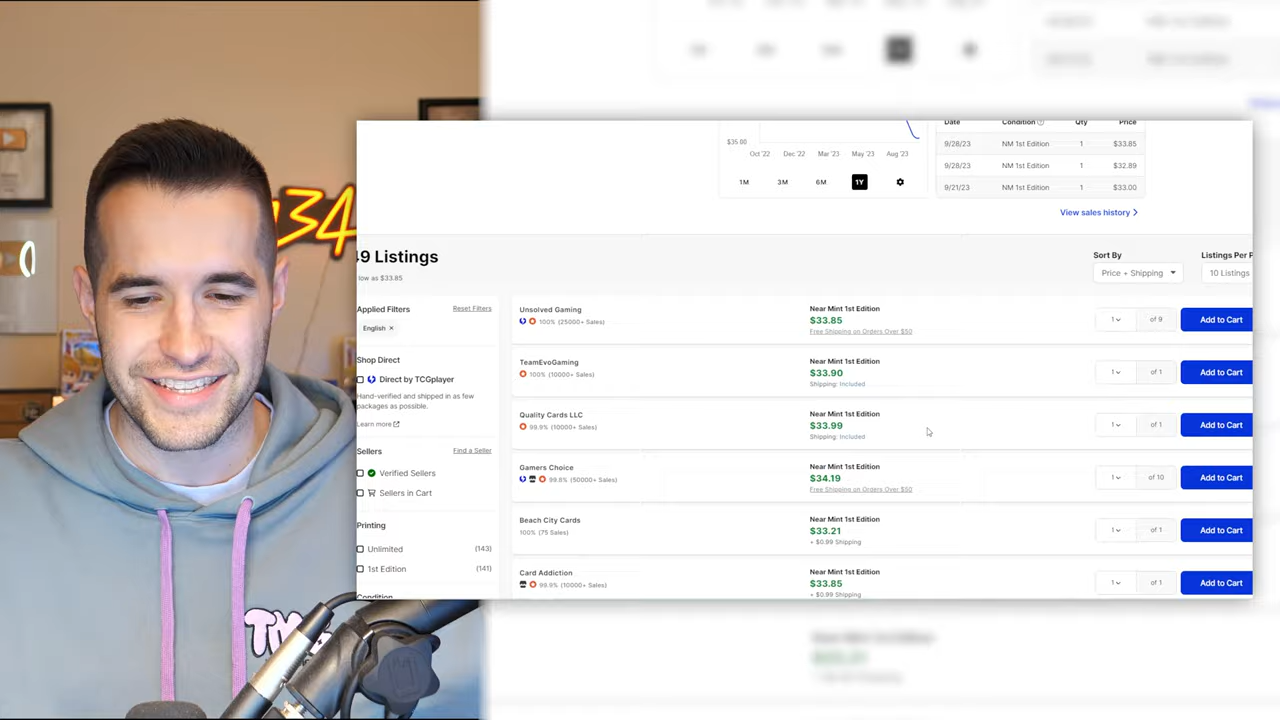 $35.00
Oct '22 Dec '22 Mar '23 May '23 Aug '23
1M 3M 6M 1Y
Date Condition Qty Price
9/28/23 NM 1st Edition 1 $33.85
9/28/23 NM 1st Edition 1 $32.89
9/21/23 NM 1st Edition 1 $33.00
View sales history
34
49 Listings
low as $33.85
Sort By
Price + Shipping
Listings Per P
10 Listings
Applied Filters
Reset Filters
English ×
Shop Direct
Direct by TCGplayer
Hand-verified and shipped in as few
packages as possible.
Learn more
Sellers
Find a Seller
Verified Sellers
Sellers in Cart
Printing
Unlimited (143)
1st Edition (141)
Condition
Unsolved Gaming
100% (25000+ Sales)
Near Mint 1st Edition
$33.85
Free Shipping on Orders Over $50
1 of 9 Add to Cart
TeamEvoGaming
100% (10000+ Sales)
Near Mint 1st Edition
$33.90
Shipping: Included
1 of 1 Add to Cart
Quality Cards LLC
99.9% (10000+ Sales)
Near Mint 1st Edition
$33.99
Shipping: Included
1 of 1 Add to Cart
Gamers Choice
99.8% (50000+ Sales)
Near Mint 1st Edition
$34.19
Free Shipping on Orders Over $50
1 of 10 Add to Cart
Beach City Cards
100% (75 Sales)
Near Mint 1st Edition
$33.21
+ $0.99 Shipping
1 of 1 Add to Cart
Card Addiction
99.9% (10000+ Sales)
Near Mint 1st Edition
$33.85
+ $0.99 Shipping
1 of 1 Add to Cart